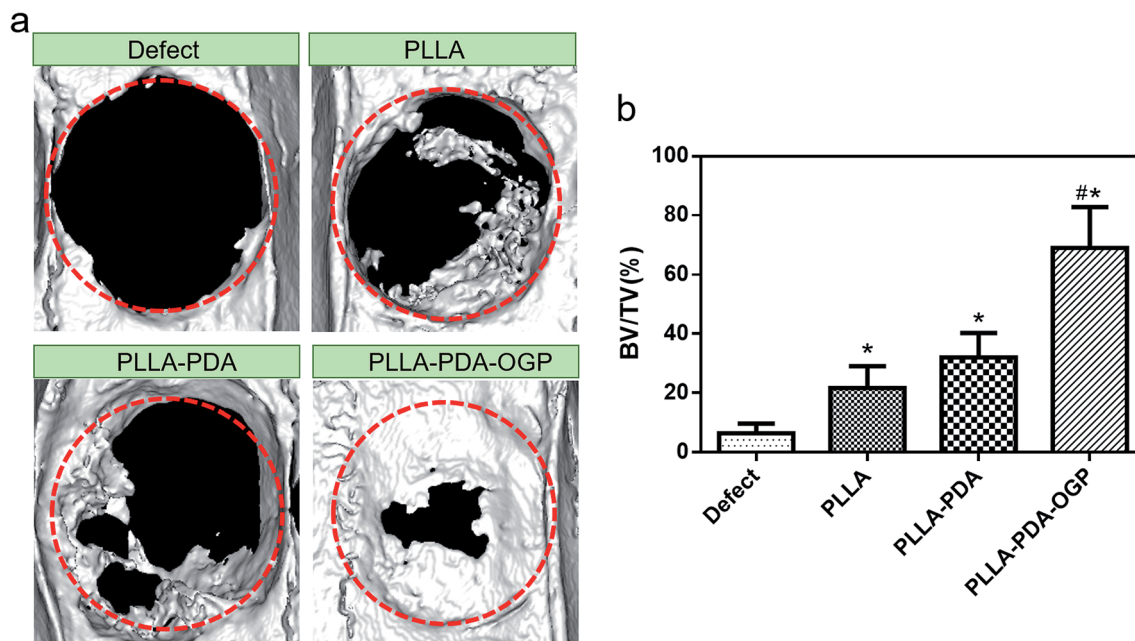 a
Defect
PLLA
PLLA-PDA
PLLA-PDA-OGP
b
BV/TV(%)
100
80
60
40
20
0
*
*
#*
Defect
PLLA
PLLA-PDA
PLLA-PDA-OGP